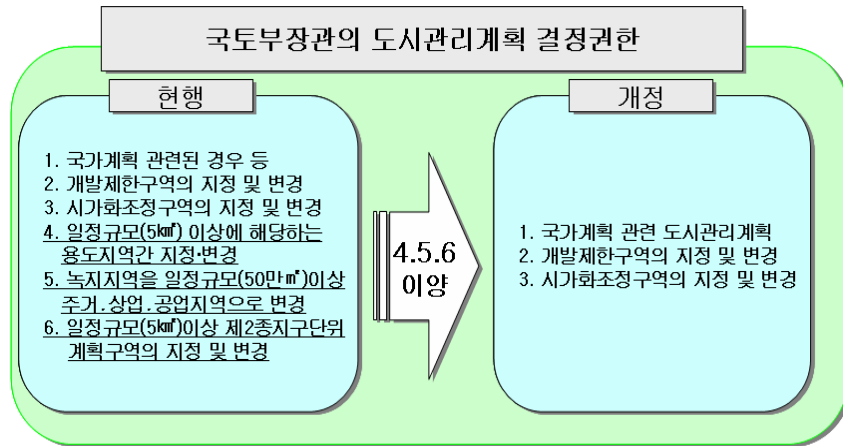 국토부장관의 도시관리계획 결정권한
현행
1. 국가계획 관련된 경우 등
2. 개발제한구역의 지정 및 변경
3. 시가화조정구역의 지정 및 변경
4. 일정규모(5㎢) 이상에 해당하는
용도지역간 지정·변경
5. 녹지지역을 일정규모(50만㎡)이상
주거.상업.공업지역으로 변경
6. 일정규모(5㎢)이상 제2종지구단위
계획구역의 지정 및 변경
4.5.6
이양
개정
1. 국가계획 관련 도시관리계획
2. 개발제한구역의 지정 및 변경
3. 시가화조정구역의 지정 및 변경